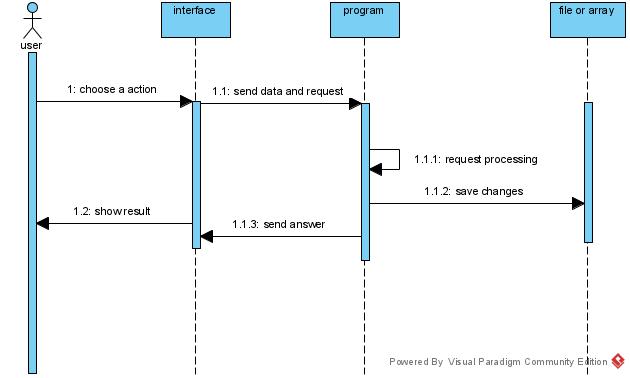 interface
program
file or array
user
1: choose a action
1.1: send data and request
1.1.1: request processing
1.1.2: save changes
1.2: show result
1.1.3: send answer
Powered By Visual Paradigm Community Edition